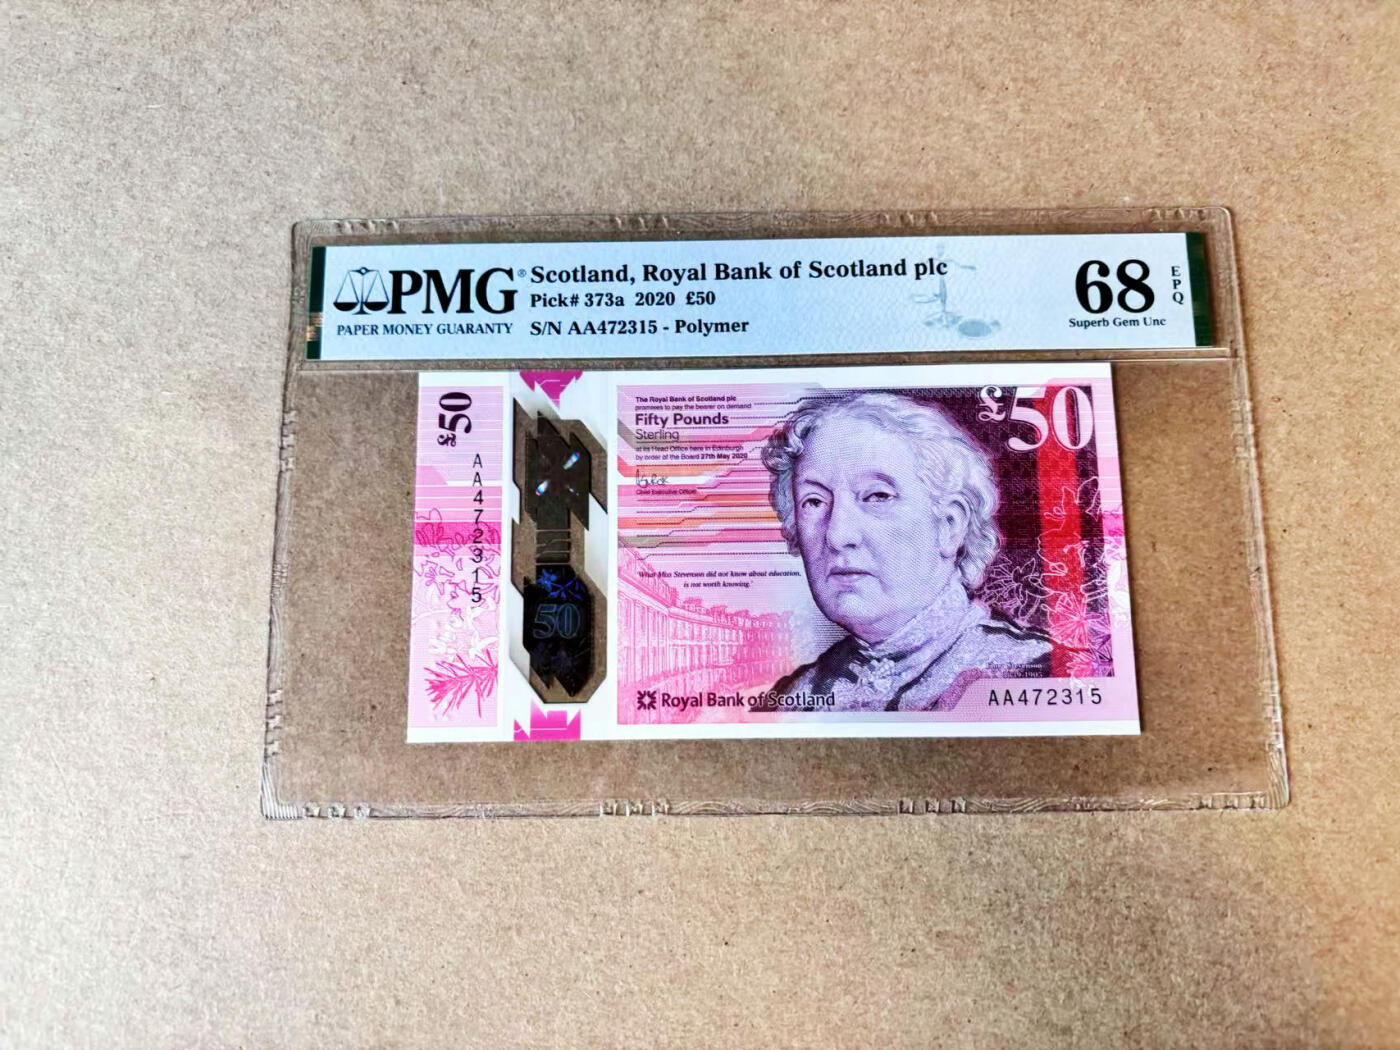 PMG®
PAPER MONEY GUARANTY
Scotland, Royal Bank of Scotland plc
Pick# 373a 2020 £50
S/N AA472315 - Polymer
68
EPQ
Superb Gem Unc
£50
AA472315
50
The Royal Bank of Scotland plc
promises to pay the bearer on demand
Fifty Pounds
Sterling
at its Head Office here in Edinburgh
by order of the Board 27th May 2020
Chief Executive Officer
'What Miss Stevenson did not know about education,
is not worth knowing.'
Royal Bank of Scotland
£50
AA472315